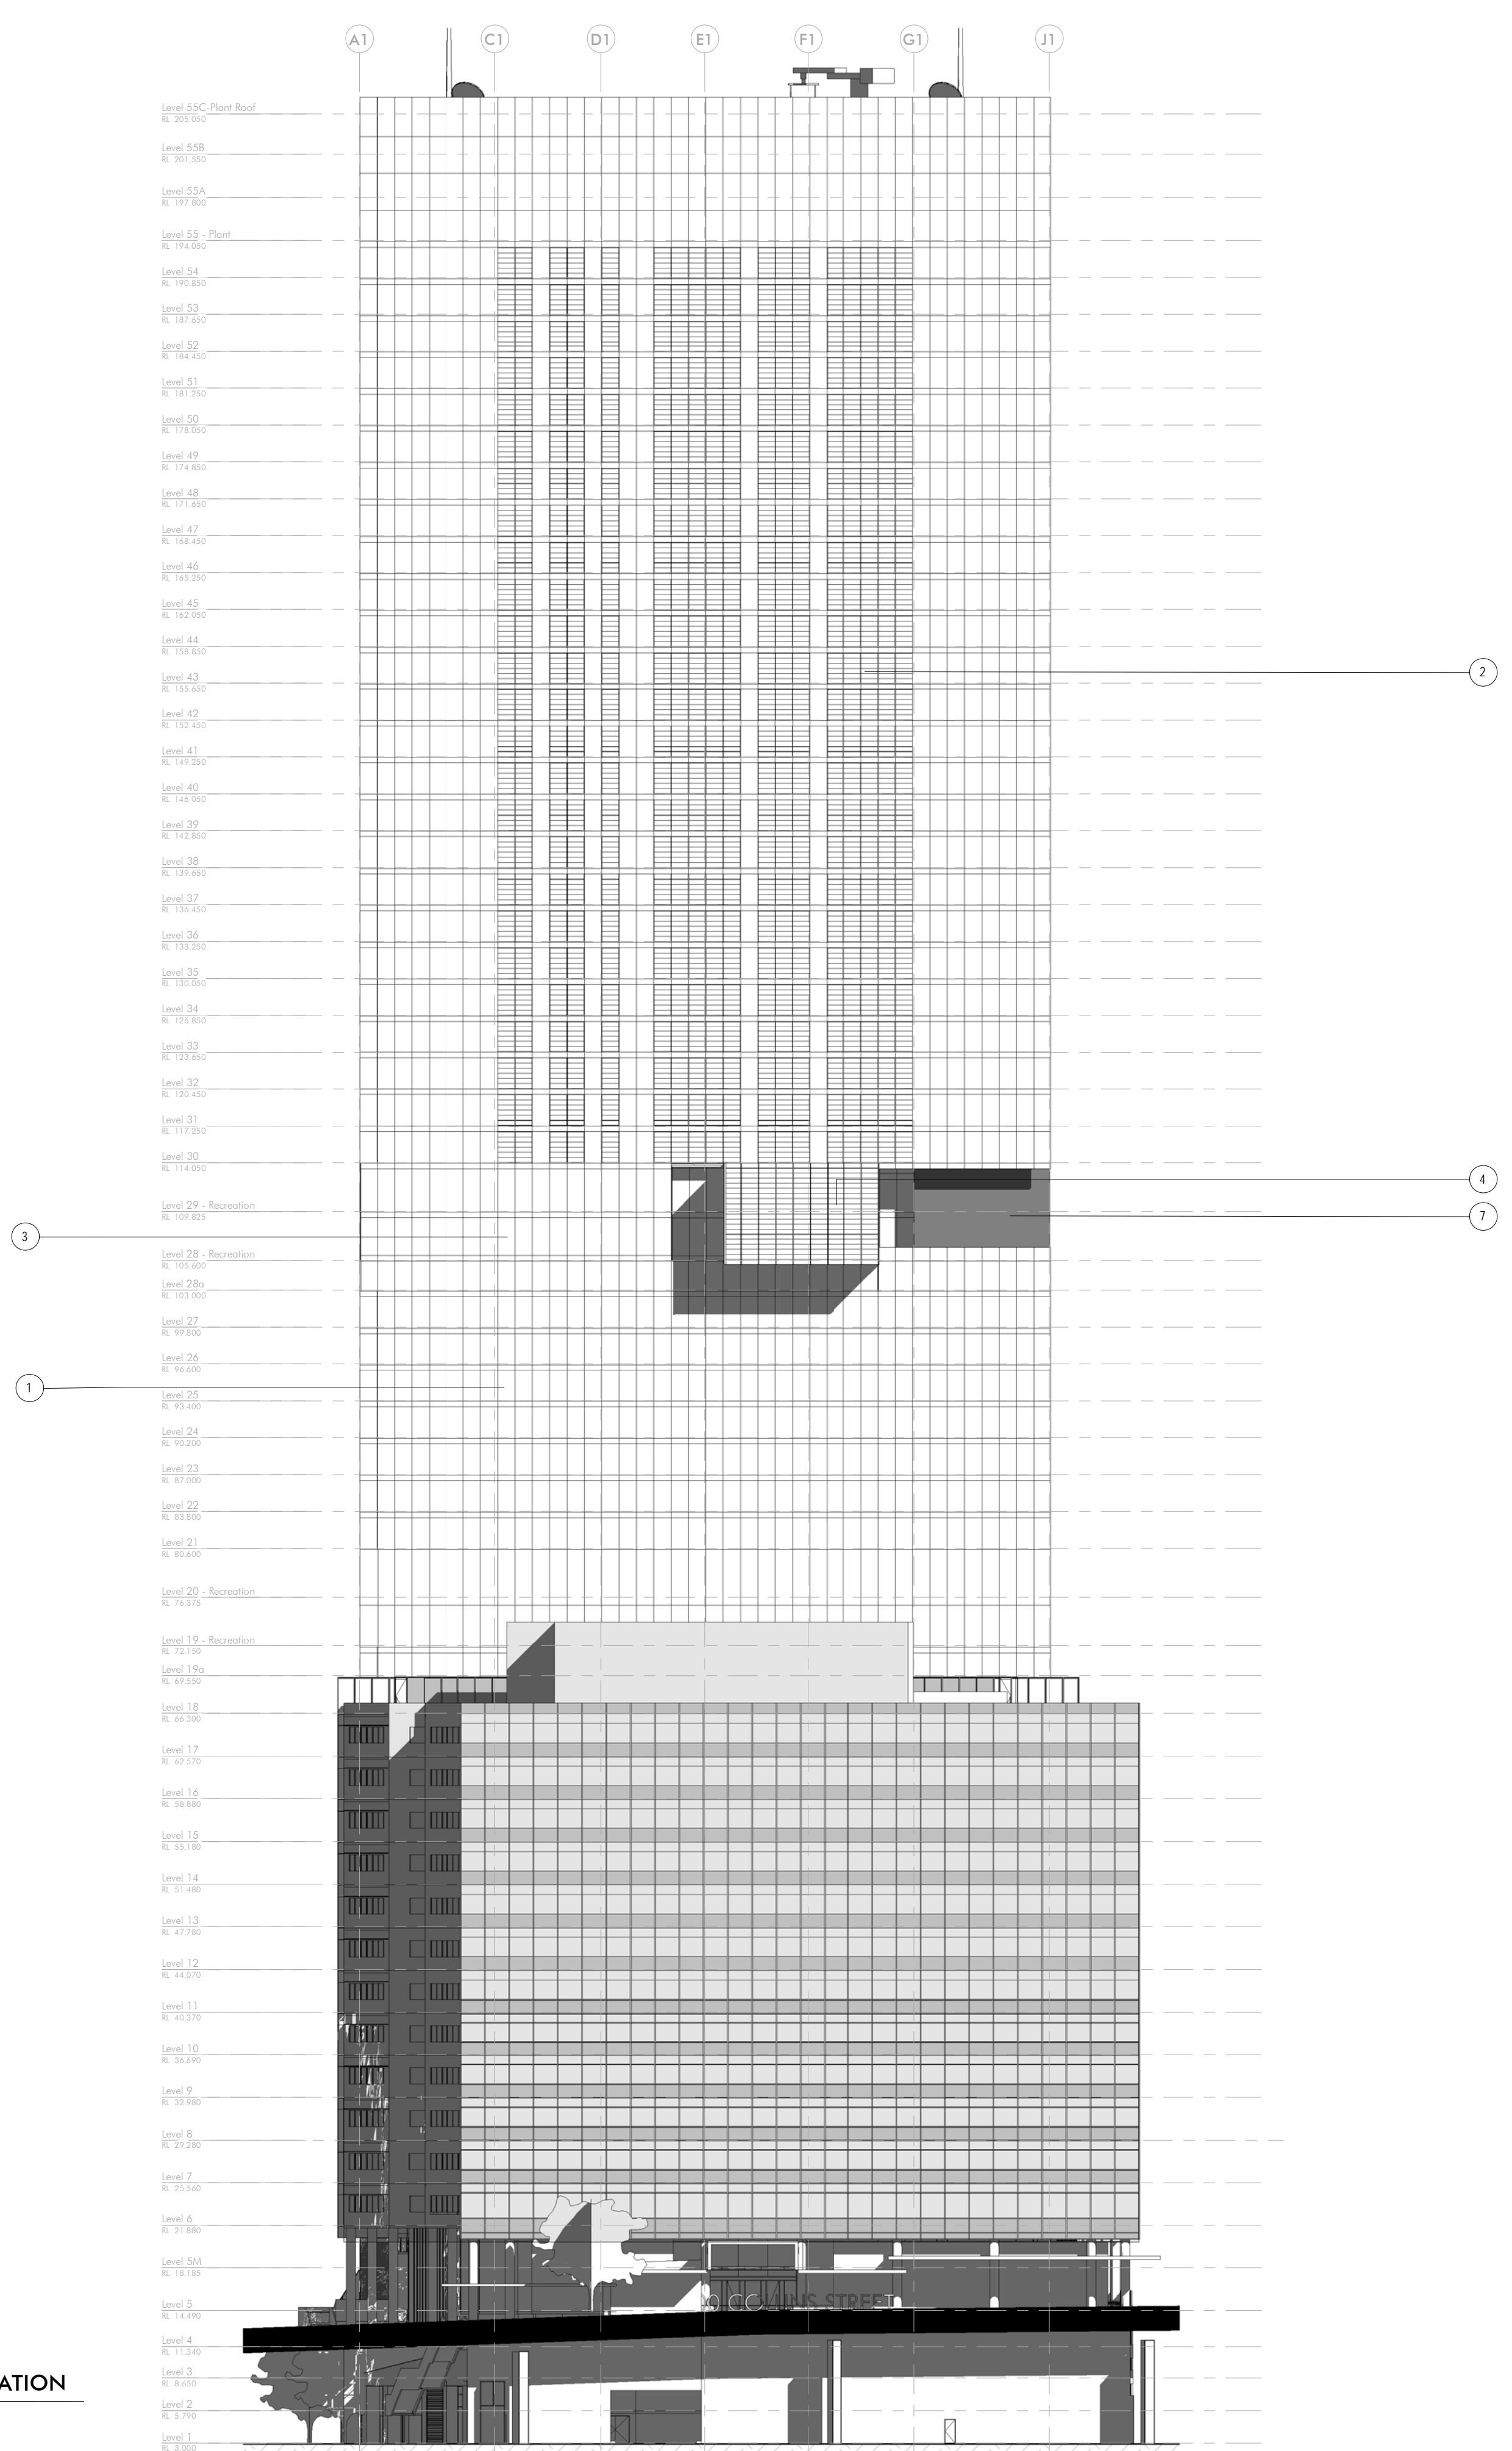 A1 C1 D1 E1 F1 G1 J1
Level 55C-Plant Roof
RL 205.050
Level 55B
RL 201.550
Level 55A
RL 197.800
Level 55 - Plant
RL 194.050
Level 54
RL 190.850
Level 53
RL 187.650
Level 52
RL 184.450
Level 51
RL 181.250
Level 50
RL 178.050
Level 49
RL 174.850
Level 48
RL 171.650
Level 47
RL 168.450
Level 46
RL 165.250
Level 45
RL 162.050
Level 44
RL 158.850
2
Level 43
RL 155.650
Level 42
RL 152.450
Level 41
RL 149.250
Level 40
RL 146.050
Level 39
RL 142.850
Level 38
RL 139.650
Level 37
RL 136.450
Level 36
RL 133.250
Level 35
RL 130.050
Level 34
RL 126.850
Level 33
RL 123.650
Level 32
RL 120.450
Level 31
RL 117.250
Level 30
RL 114.050
4
Level 29 - Recreation
RL 109.825
7
3
Level 28 - Recreation
RL 105.600
Level 28a
RL 103.000
Level 27
RL 99.800
Level 26
RL 96.600
1
Level 25
RL 93.400
Level 24
RL 90.200
Level 23
RL 87.000
Level 22
RL 83.800
Level 21
RL 80.600
Level 20 - Recreation
RL 76.375
Level 19 - Recreation
RL 72.150
Level 19a
RL 69.550
Level 18
RL 66.300
Level 17
RL 62.570
Level 16
RL 58.880
Level 15
RL 55.180
Level 14
RL 51.480
Level 13
RL 47.780
Level 12
RL 44.070
Level 11
RL 40.370
Level 10
RL 36.690
Level 9
RL 32.980
Level 8
RL 29.280
Level 7
RL 25.560
Level 6
RL 21.880
Level 5M
RL 18.185
Level 5
RL 14.490
0 COLLINS STREET
Level 4
RL 11.340
Level 3
RL 8.650
ATION
Level 2
RL 5.790
Level 1
RL 3.000